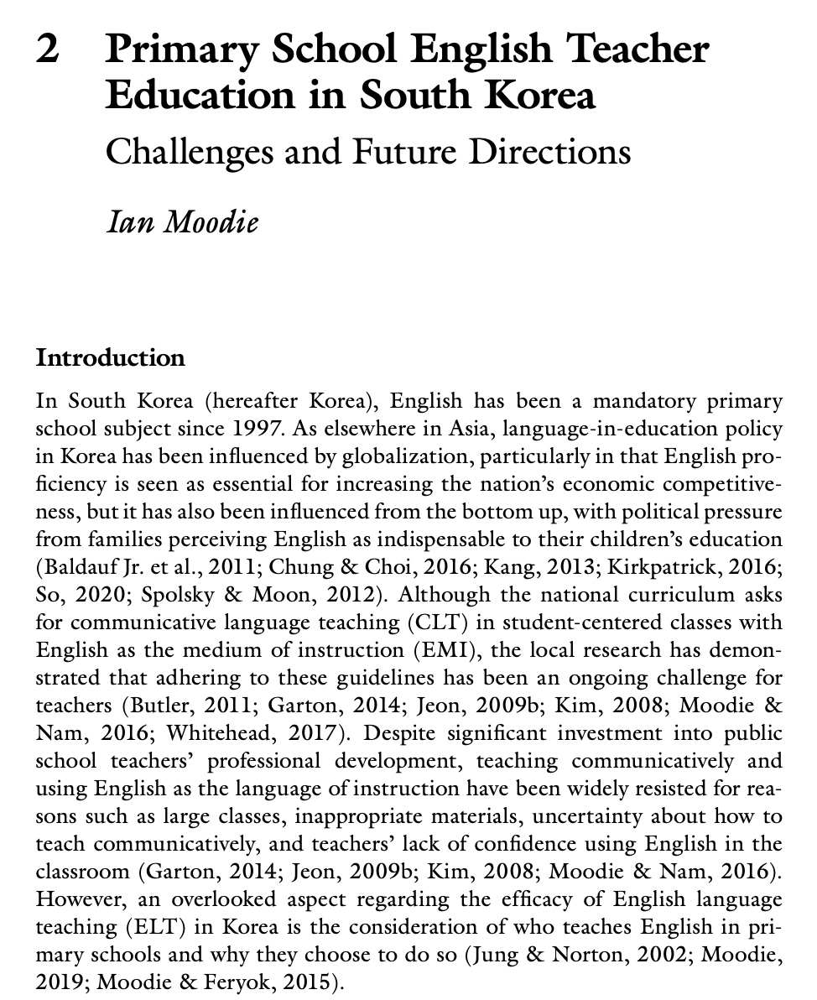 2 Primary School English Teacher
Education in South Korea
Challenges and Future Directions
Ian Moodie
Introduction
In South Korea (hereafter Korea), English has been a mandatory primary
school subject since 1997. As elsewhere in Asia, language-in-education policy
in Korea has been influenced by globalization, particularly in that English pro-
ficiency is seen as essential for increasing the nation's economic competitive-
ness, but it has also been influenced from the bottom up, with political pressure
from families perceiving English as indispensable to their children's education
(Baldauf Jr. et al., 2011; Chung & Choi, 2016; Kang, 2013; Kirkpatrick, 2016;
So, 2020; Spolsky & Moon, 2012). Although the national curriculum asks
for communicative language teaching (CLT) in student-centered classes with
English as the medium of instruction (EMI), the local research has demon-
strated that adhering to these guidelines has been an ongoing challenge for
teachers (Butler, 2011; Garton, 2014; Jeon, 2009b; Kim, 2008; Moodie &
Nam, 2016; Whitehead, 2017). Despite significant investment into public
school teachers' professional development, teaching communicatively and
using English as the language of instruction have been widely resisted for rea-
sons such as large classes, inappropriate materials, uncertainty about how to
teach communicatively, and teachers' lack of confidence using English in the
classroom (Garton, 2014; Jeon, 2009b; Kim, 2008; Moodie & Nam, 2016).
However, an overlooked aspect regarding the efficacy of English language
teaching (ELT) in Korea is the consideration of who teaches English in pri-
mary schools and why they choose to do so (Jung & Norton, 2002; Moodie,
2019; Moodie & Feryok, 2015).